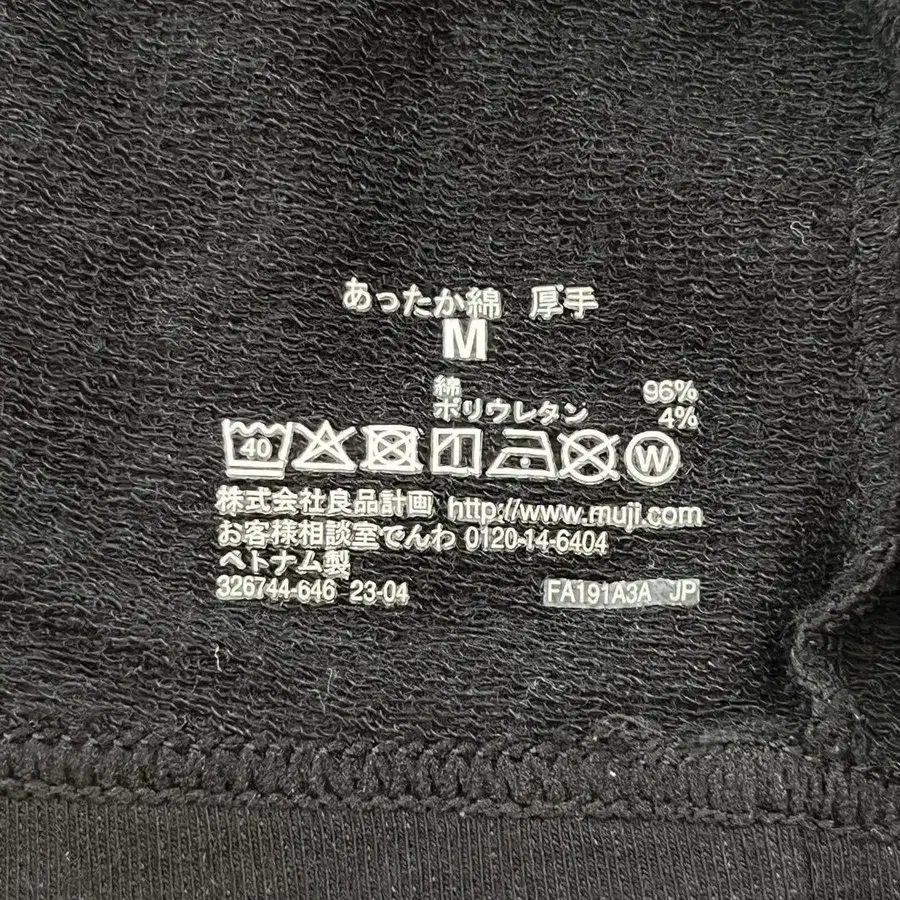 あったか綿 厚手
M
綿 96%
ポリウレタン 4%
40 W
株式会社良品計画 http://www.muji.com
お客様相談室でんわ 0120-14-6404
ベトナム製
326744-646 23-04 FA191A3A JP